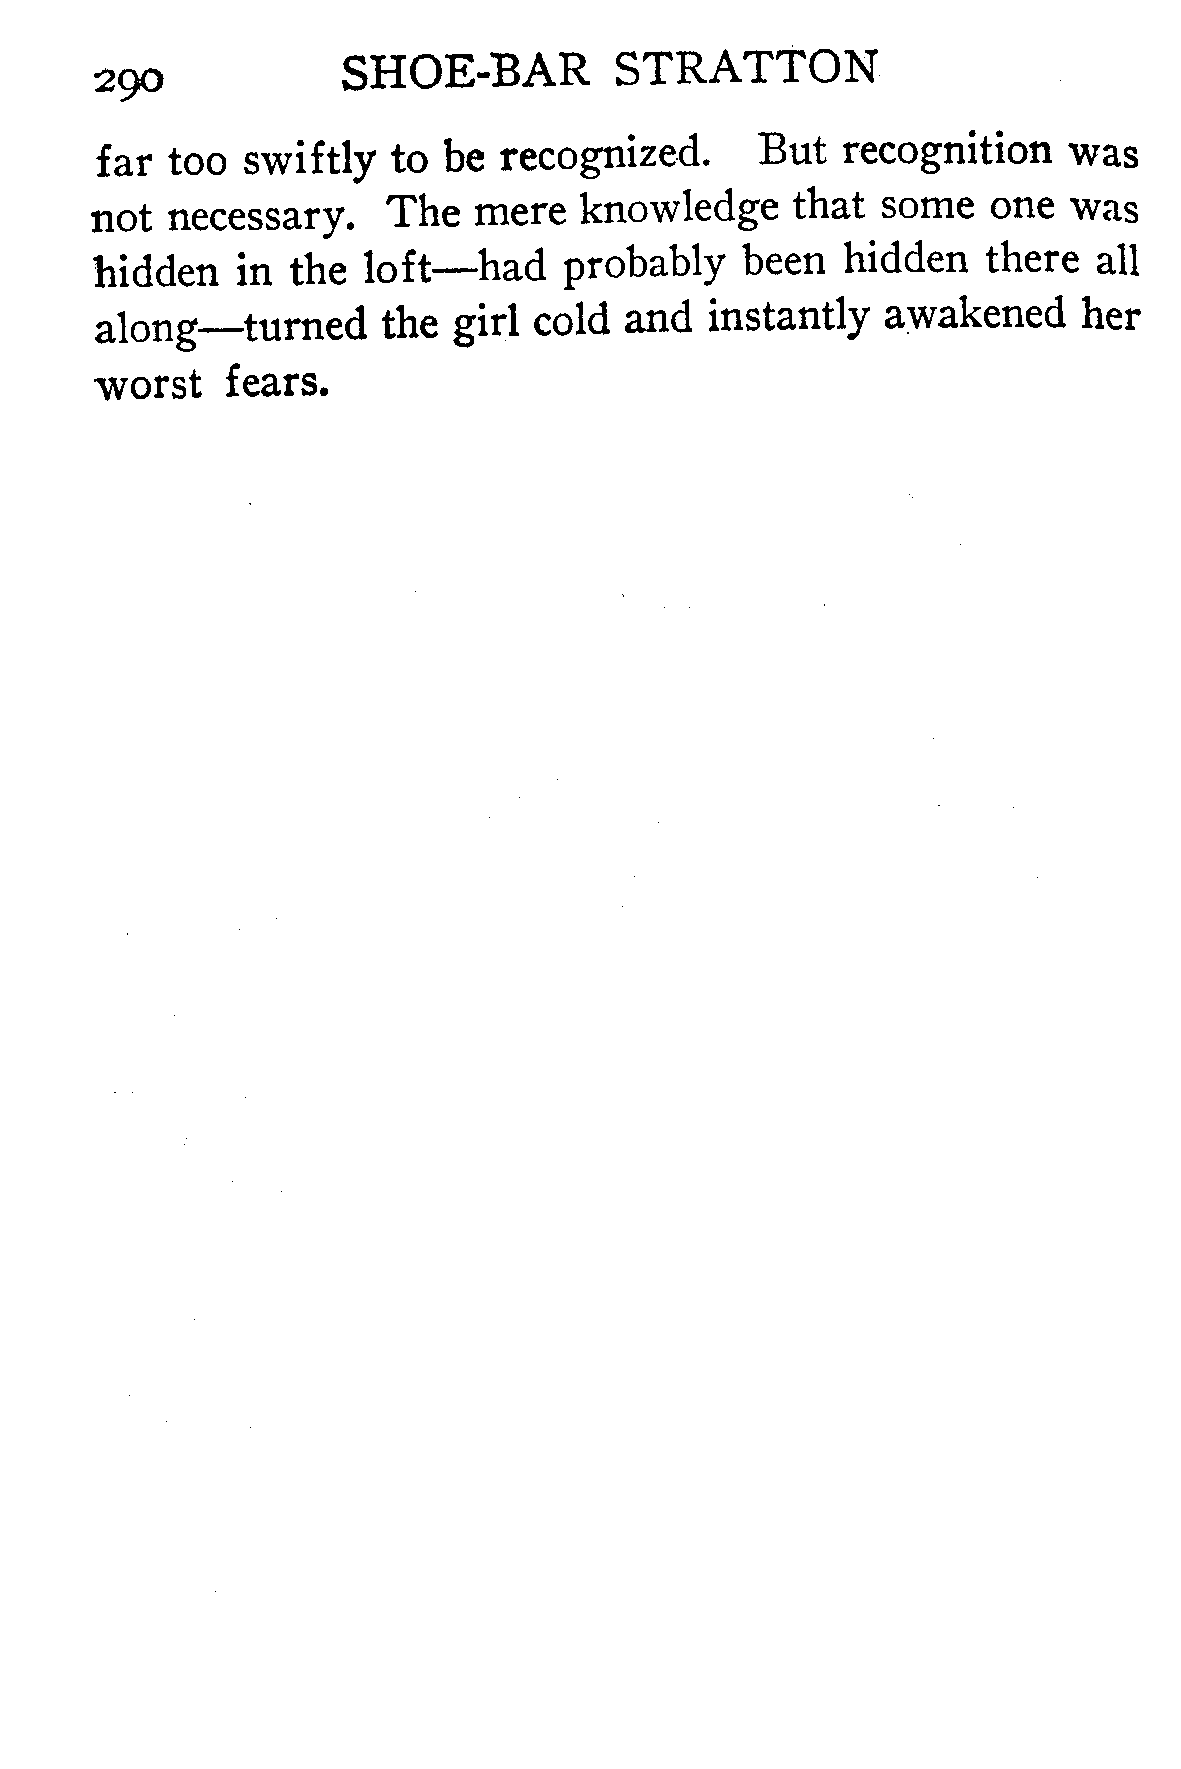 290 SHOE-BAR STRATTON
far too swiftly to be recognized. But recognition was
not necessary. The mere knowledge that some one was
hidden in the loft—had probably been hidden there all
along—turned the girl cold and instantly awakened her
worst fears.